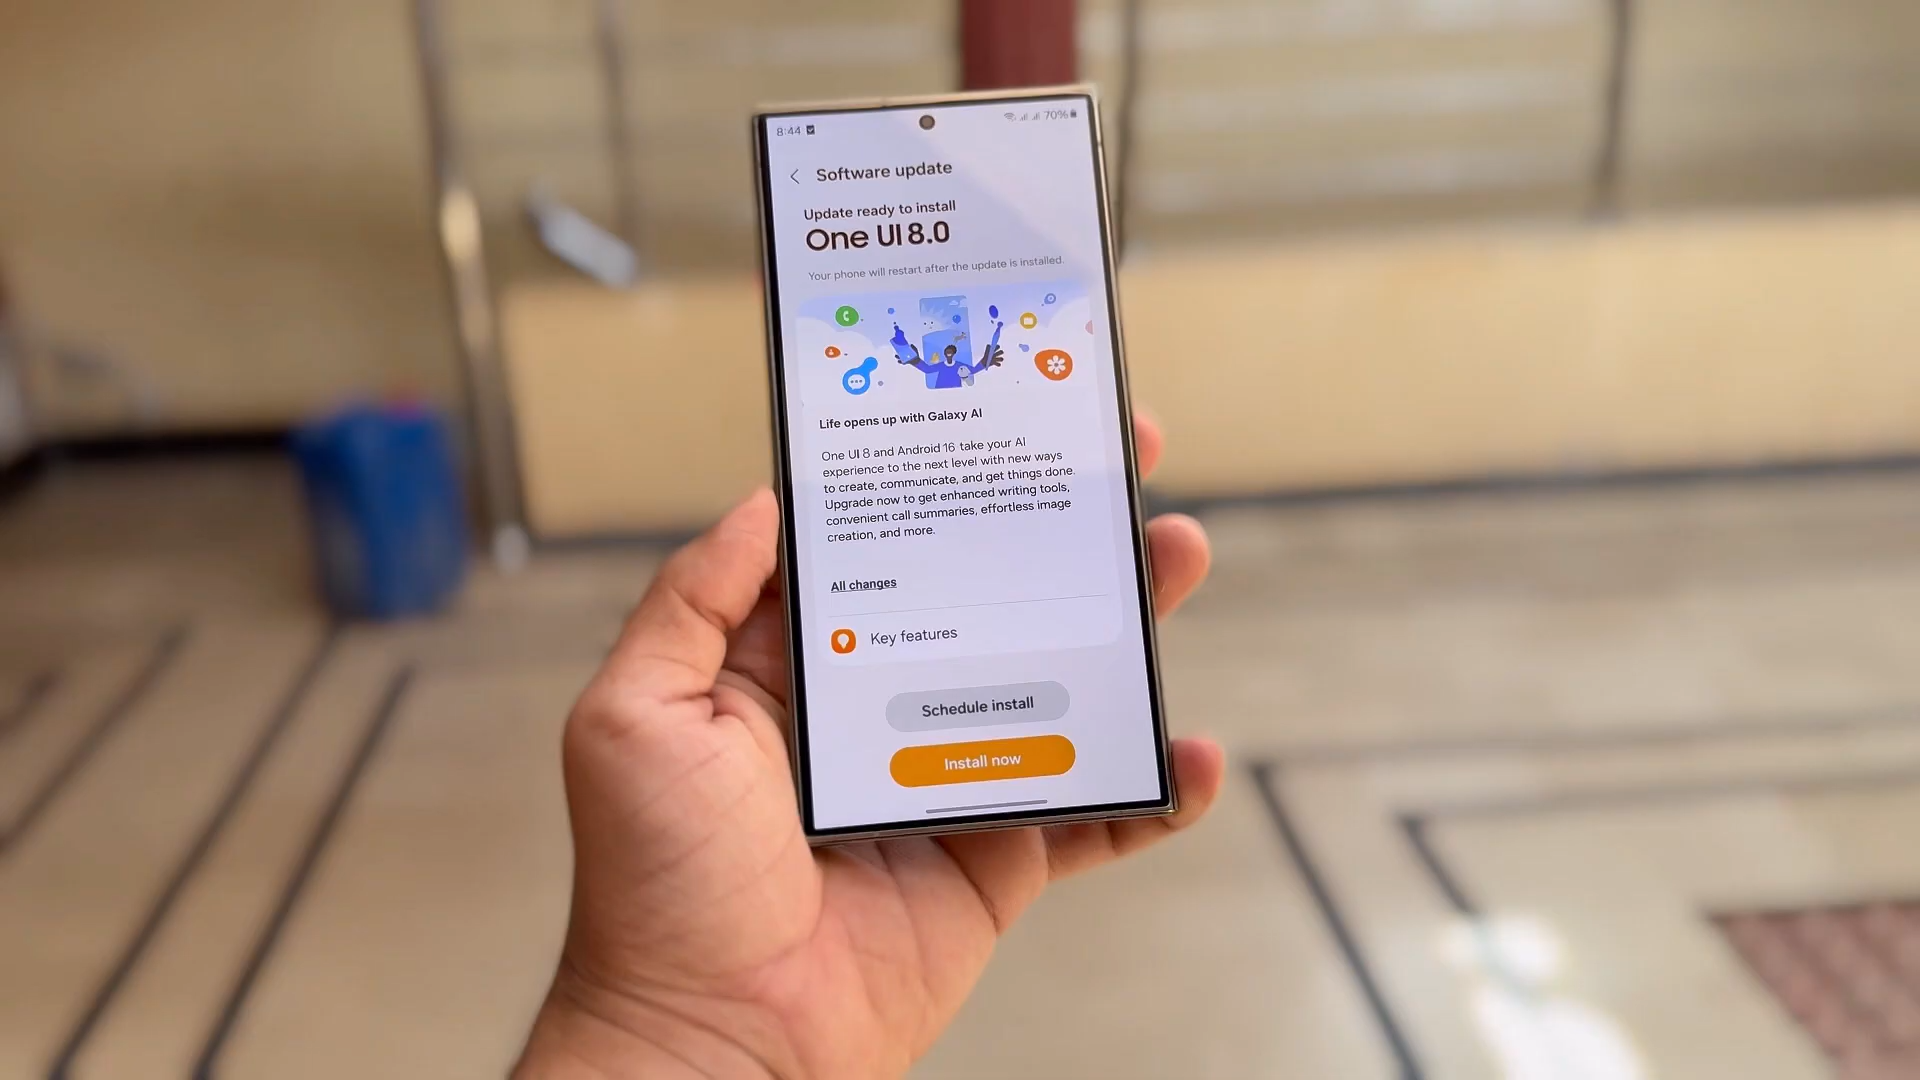 8:44 70%
Software update
Update ready to install
One UI 8.0
Your phone will restart after the update is installed.
Life opens up with Galaxy AI
One UI 8 and Android 16 take your AI
experience to the next level with new ways
to create, communicate, and get things done.
Upgrade now to get enhanced writing tools,
convenient call summaries, effortless image
creation, and more.
All changes
Key features
Schedule install
Install now